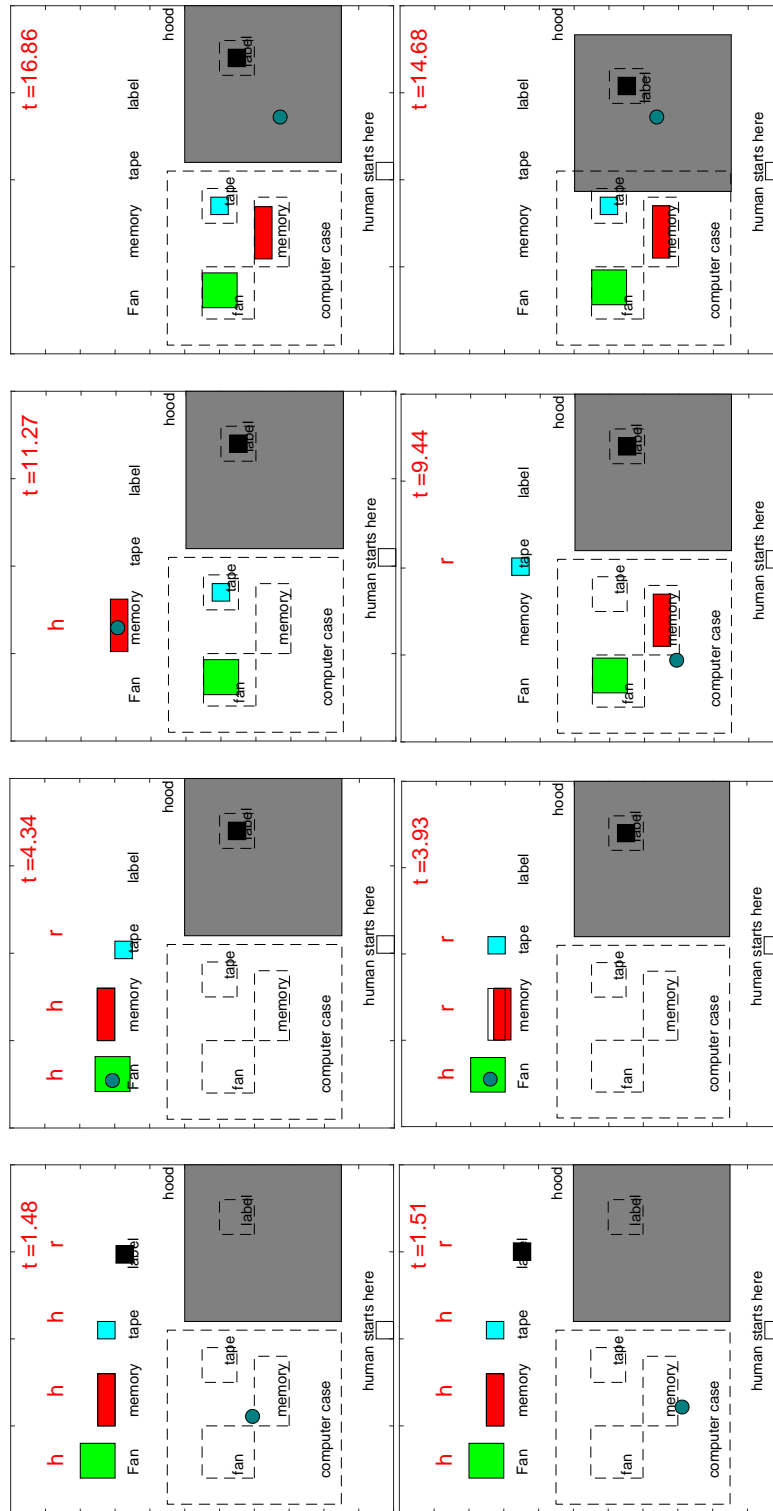 t =1.48
h h h r
Fan memory tape label
hood
fan tape label
memory
computer case
human starts here
t =4.34
h h r
Fan memory tape label
hood
fan tape label
memory
computer case
human starts here
t =11.27
h
Fan memory tape label
hood
fan tape label
memory
computer case
human starts here
t =16.86
Fan memory tape label
hood
fan tape label
memory
computer case
human starts here
t =1.51
h h h r
Fan memory tape label
hood
fan tape label
memory
computer case
human starts here
t =3.93
h r r
Fan memory tape label
hood
fan tape label
memory
computer case
human starts here
t =9.44
r
Fan memory tape label
hood
fan tape label
memory
computer case
human starts here
t =14.68
Fan memory tape label
hood
fan tape label
memory
computer case
human starts here